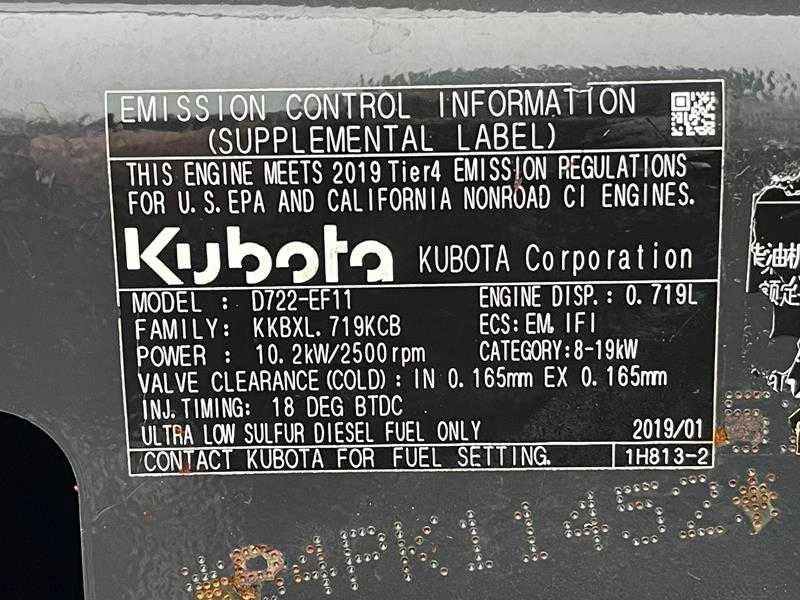 EMISSION CONTROL INFORMATION
(SUPPLEMENTAL LABEL)
THIS ENGINE MEETS 2019 Tier4 EMISSION REGULATIONS
FOR U.S.EPA AND CALIFORNIA NONROAD CI ENGINES.
Kubota KUBOTA Corporation
MODEL : D722-EF11 ENGINE DISP.: 0.719L
FAMILY: KKBXL.719KCB ECS: EM, IFI
POWER : 10.2kW/2500rpm CATEGORY:8-19kW
VALVE CLEARANCE(COLD) : IN 0.165mm EX 0.165mm
INJ.TIMING: 18 DEG BTDC
ULTRA LOW SULFUR DIESEL FUEL ONLY 2019/01
CONTACT KUBOTA FOR FUEL SETTING. 1H813-2
油机
额定
4PK11452